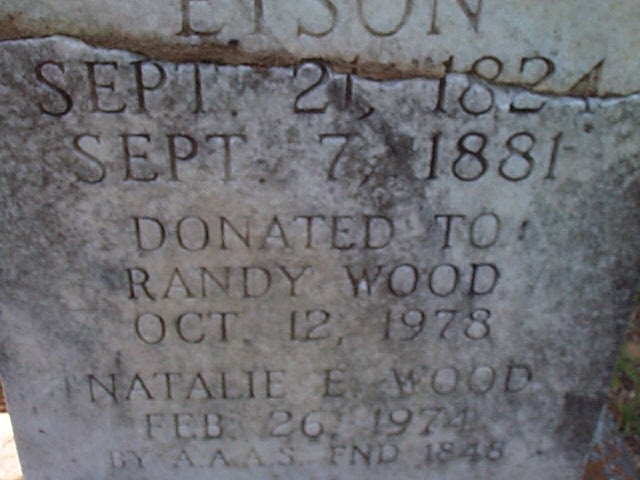 EYSON
SEPT. 21, 1824
SEPT. 7, 1881
DONATED TO:
RANDY WOOD
OCT. 12, 1978
NATALIE E. WOOD
FEB. 26, 1974
BY A.A.A.S. FND 1848